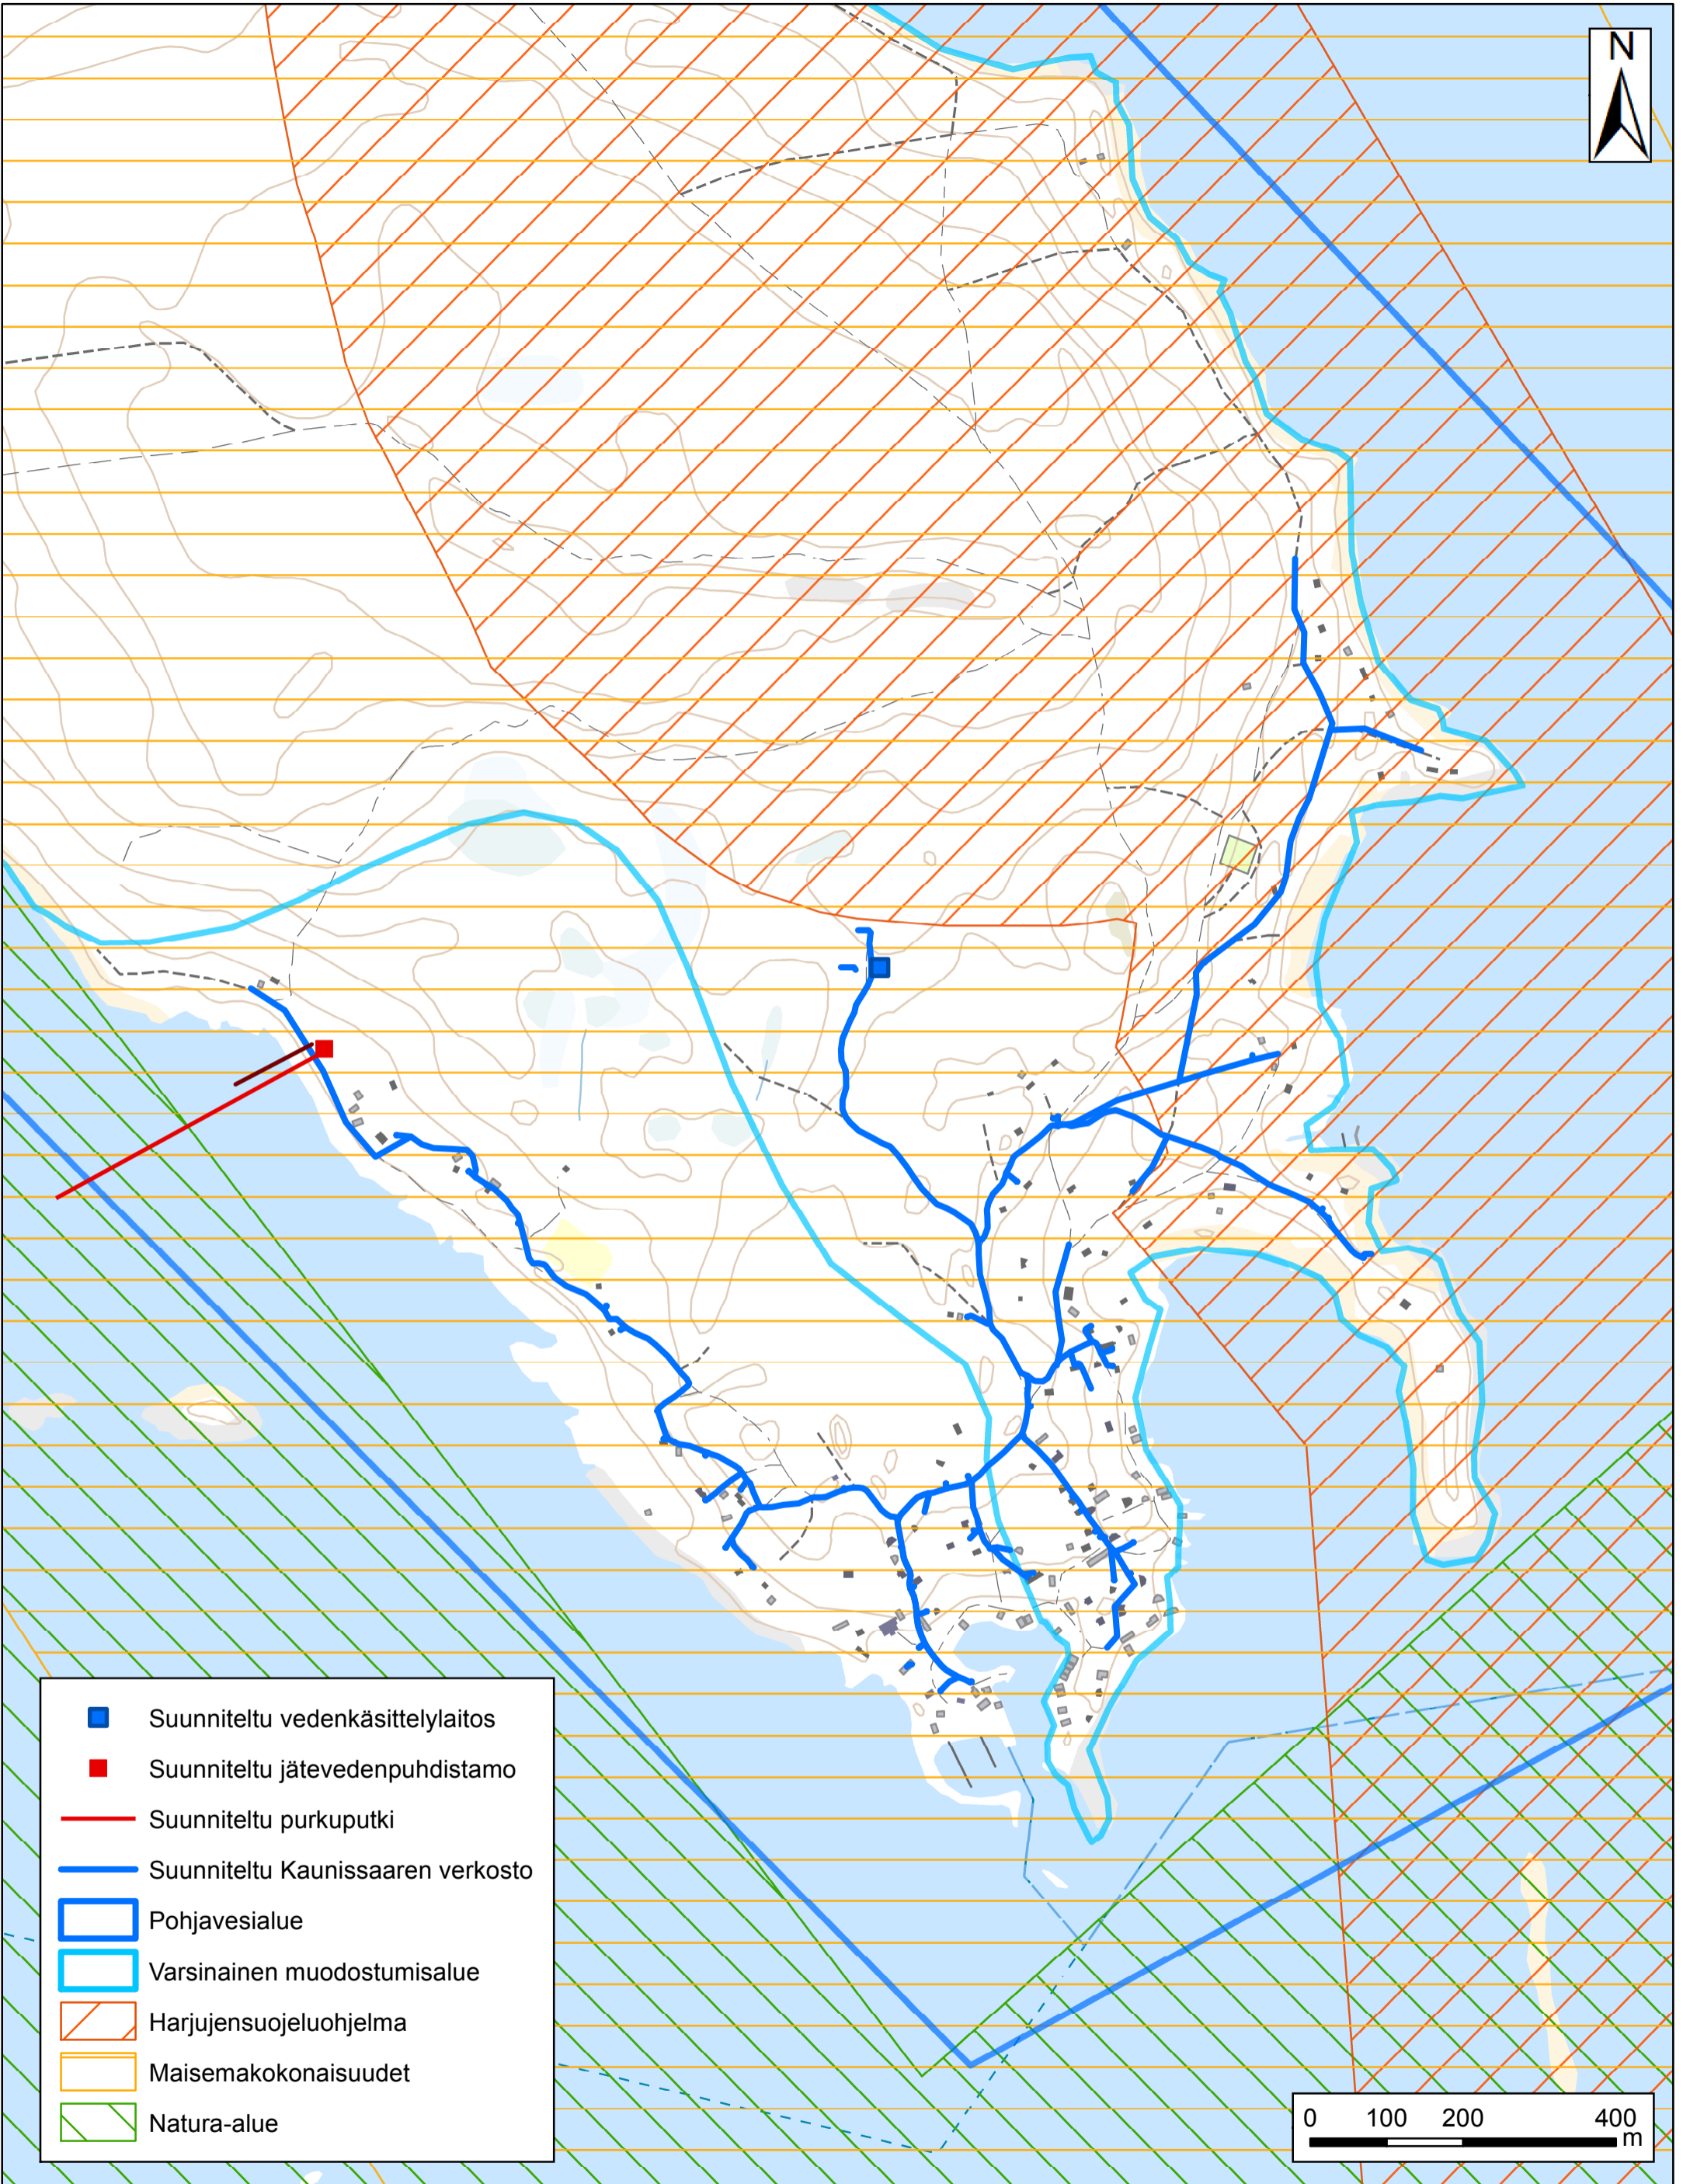 N
Suunniteltu vedenkäsittelylaitos
Suunniteltu jätevedenpuhdistamo
Suunniteltu purkuputki
Suunniteltu Kaunissaaren verkosto
Pohjavesialue
Varsinainen muodostumisalue
Harjujensuojeluohjelma
Maisemakokonaisuudet
Natura-alue
0 100 200 400
m